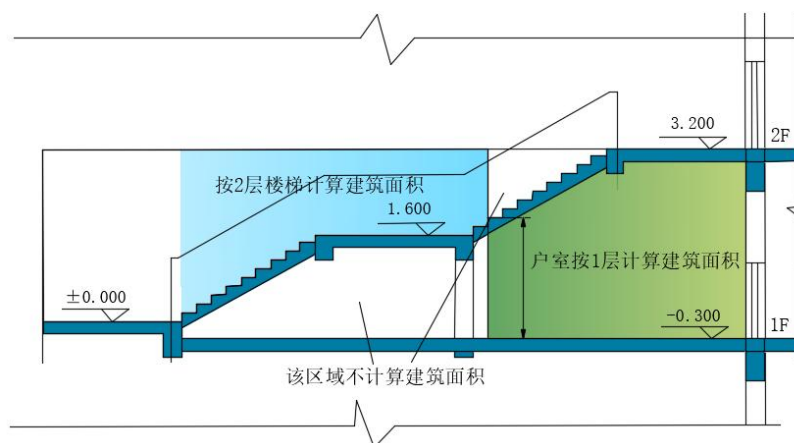 3.200
2F
按2层楼梯计算建筑面积
1.600
户室按1层计算建筑面积
±0.000
-0.300
1F
该区域不计算建筑面积